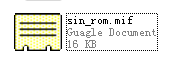 sin_rom.mif
Guagle Document
16 KB